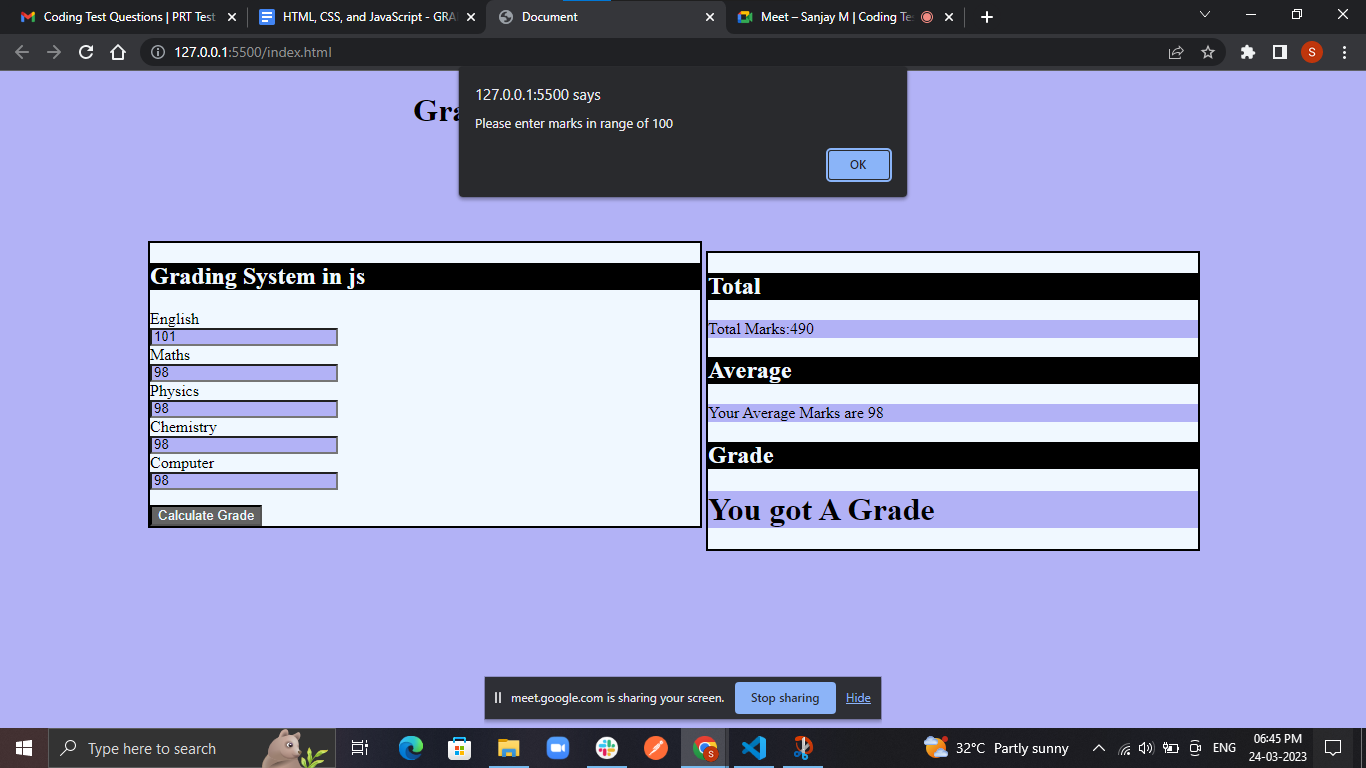 Coding Test Questions | PRT Test
HTML, CSS, and JavaScript - GRA
Document
Meet – Sanjay M | Coding Te
127.0.0.1:5500/index.html
S
127.0.0.1:5500 says
Please enter marks in range of 100
OK
Gra
Grading System in js
English
101
Maths
98
Physics
98
Chemistry
98
Computer
98
Calculate Grade
Total
Total Marks:490
Average
Your Average Marks are 98
Grade
You got A Grade
meet.google.com is sharing your screen.
Stop sharing
Hide
Type here to search
32°C Partly sunny
ENG
06:45 PM
24-03-2023